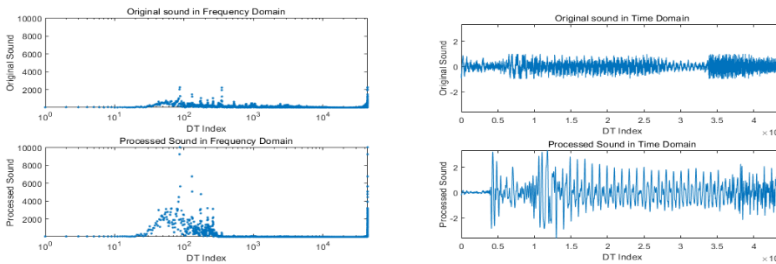 Original sound in Frequency Domain
Original Sound
10000
8000
6000
4000
2000
10^0 10^1 10^2 10^3 10^4
DT Index
Processed Sound in Frequency Domain
Processed Sound
10000
8000
6000
4000
2000
0
10^0 10^1 10^2 10^3 10^4
DT Index
Original sound in Time Domain
Original Sound
2
0
-2
0 0.5 1 1.5 2 2.5 3 3.5 4
DT Index
Processed Sound in Time Domain
Processed Sound
2
0
-2
0 0.5 1 1.5 2 2.5 3 3.5 4
DT Index